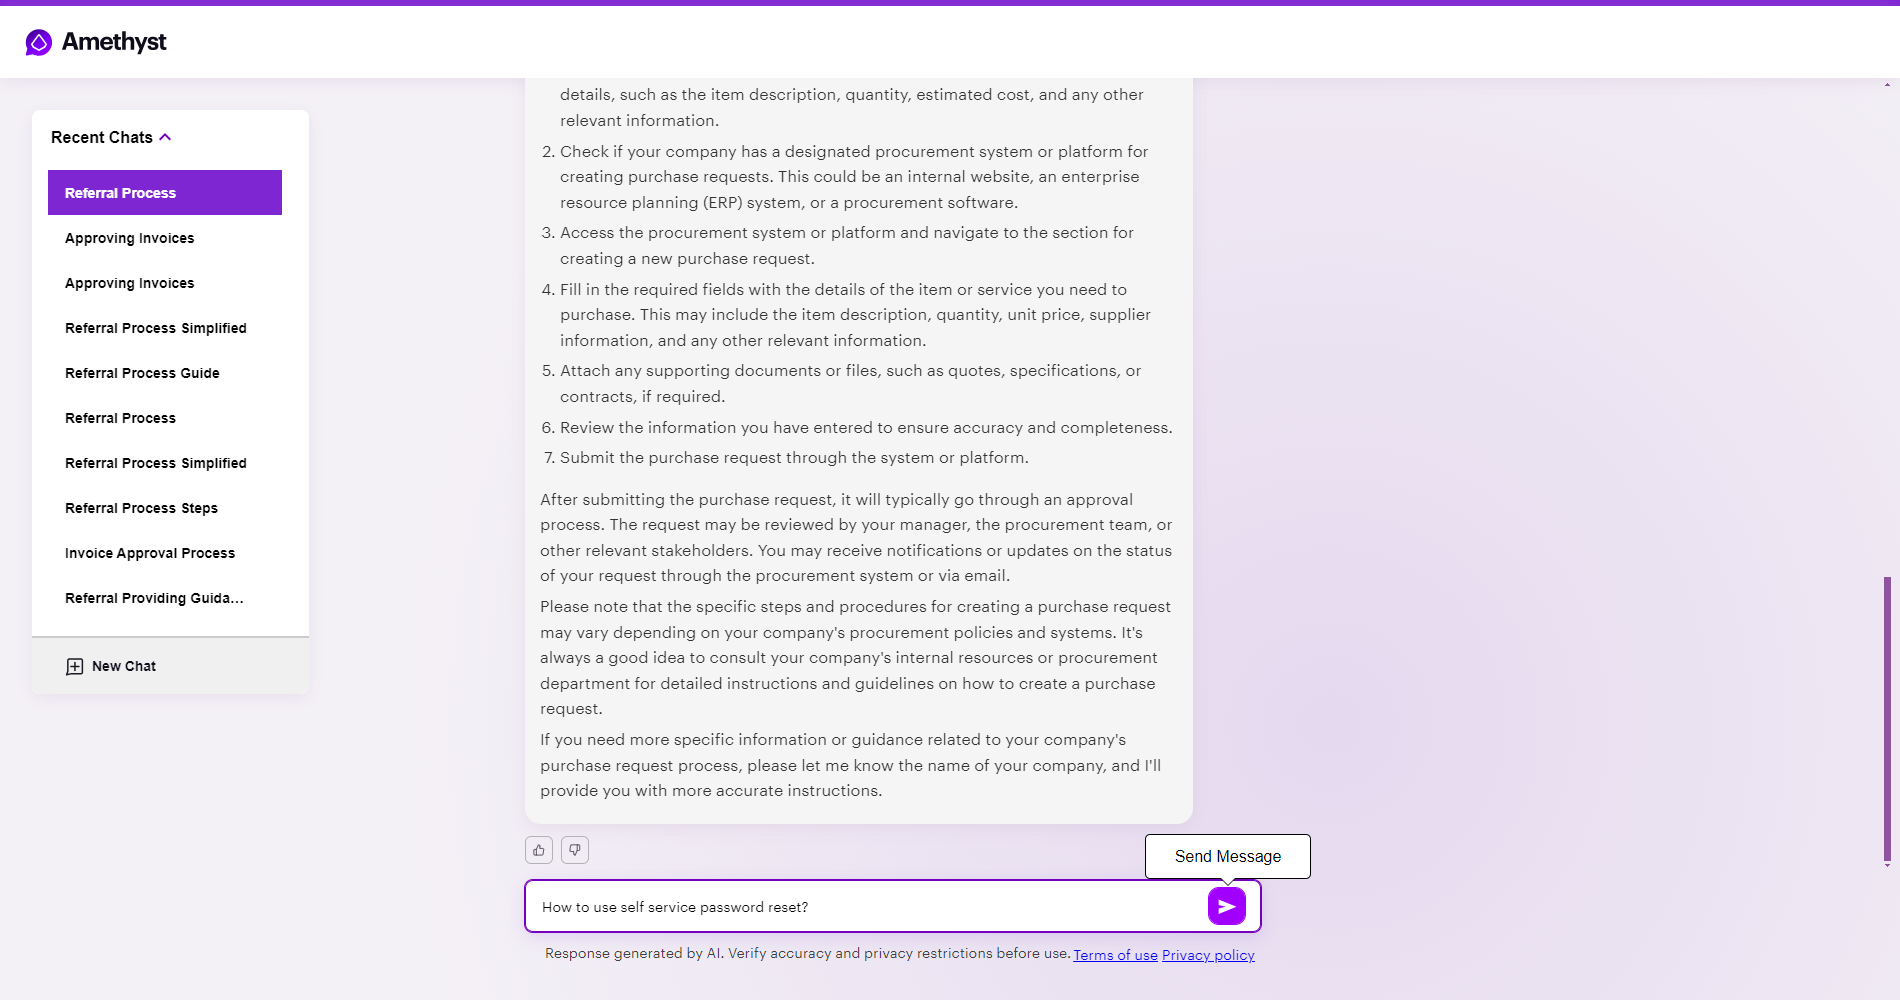 Amethyst
Recent Chats
Referral Process
Approving Invoices
Approving Invoices
Referral Process Simplified
Referral Process Guide
Referral Process
Referral Process Simplified
Referral Process Steps
Invoice Approval Process
Referral Providing Guida...
New Chat
details, such as the item description, quantity, estimated cost, and any other
relevant information.
2. Check if your company has a designated procurement system or platform for
creating purchase requests. This could be an internal website, an enterprise
resource planning (ERP) system, or a procurement software.
3. Access the procurement system or platform and navigate to the section for
creating a new purchase request.
4. Fill in the required fields with the details of the item or service you need to
purchase. This may include the item description, quantity, unit price, supplier
information, and any other relevant information.
5. Attach any supporting documents or files, such as quotes, specifications, or
contracts, if required.
6. Review the information you have entered to ensure accuracy and completeness.
7. Submit the purchase request through the system or platform.
After submitting the purchase request, it will typically go through an approval
process. The request may be reviewed by your manager, the procurement team, or
other relevant stakeholders. You may receive notifications or updates on the status
of your request through the procurement system or via email.
Please note that the specific steps and procedures for creating a purchase request
may vary depending on your company's procurement policies and systems. It's
always a good idea to consult your company's internal resources or procurement
department for detailed instructions and guidelines on how to create a purchase
request.
If you need more specific information or guidance related to your company's
purchase request process, please let me know the name of your company, and I'll
provide you with more accurate instructions.
Send Message
How to use self service password reset?
Response generated by AI. Verify accuracy and privacy restrictions before use. Terms of use Privacy policy